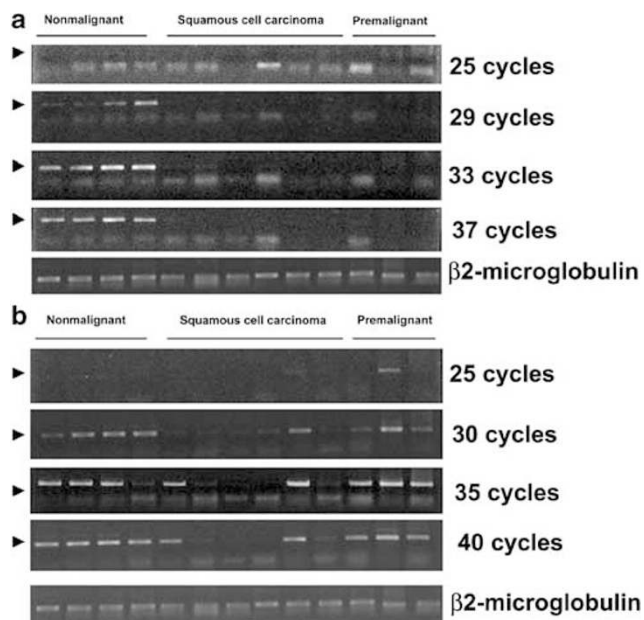 a
Nonmalignant Squamous cell carcinoma Premalignant
25 cycles
29 cycles
33 cycles
37 cycles
β2-microglobulin
b
Nonmalignant Squamous cell carcinoma Premalignant
25 cycles
30 cycles
35 cycles
40 cycles
β2-microglobulin